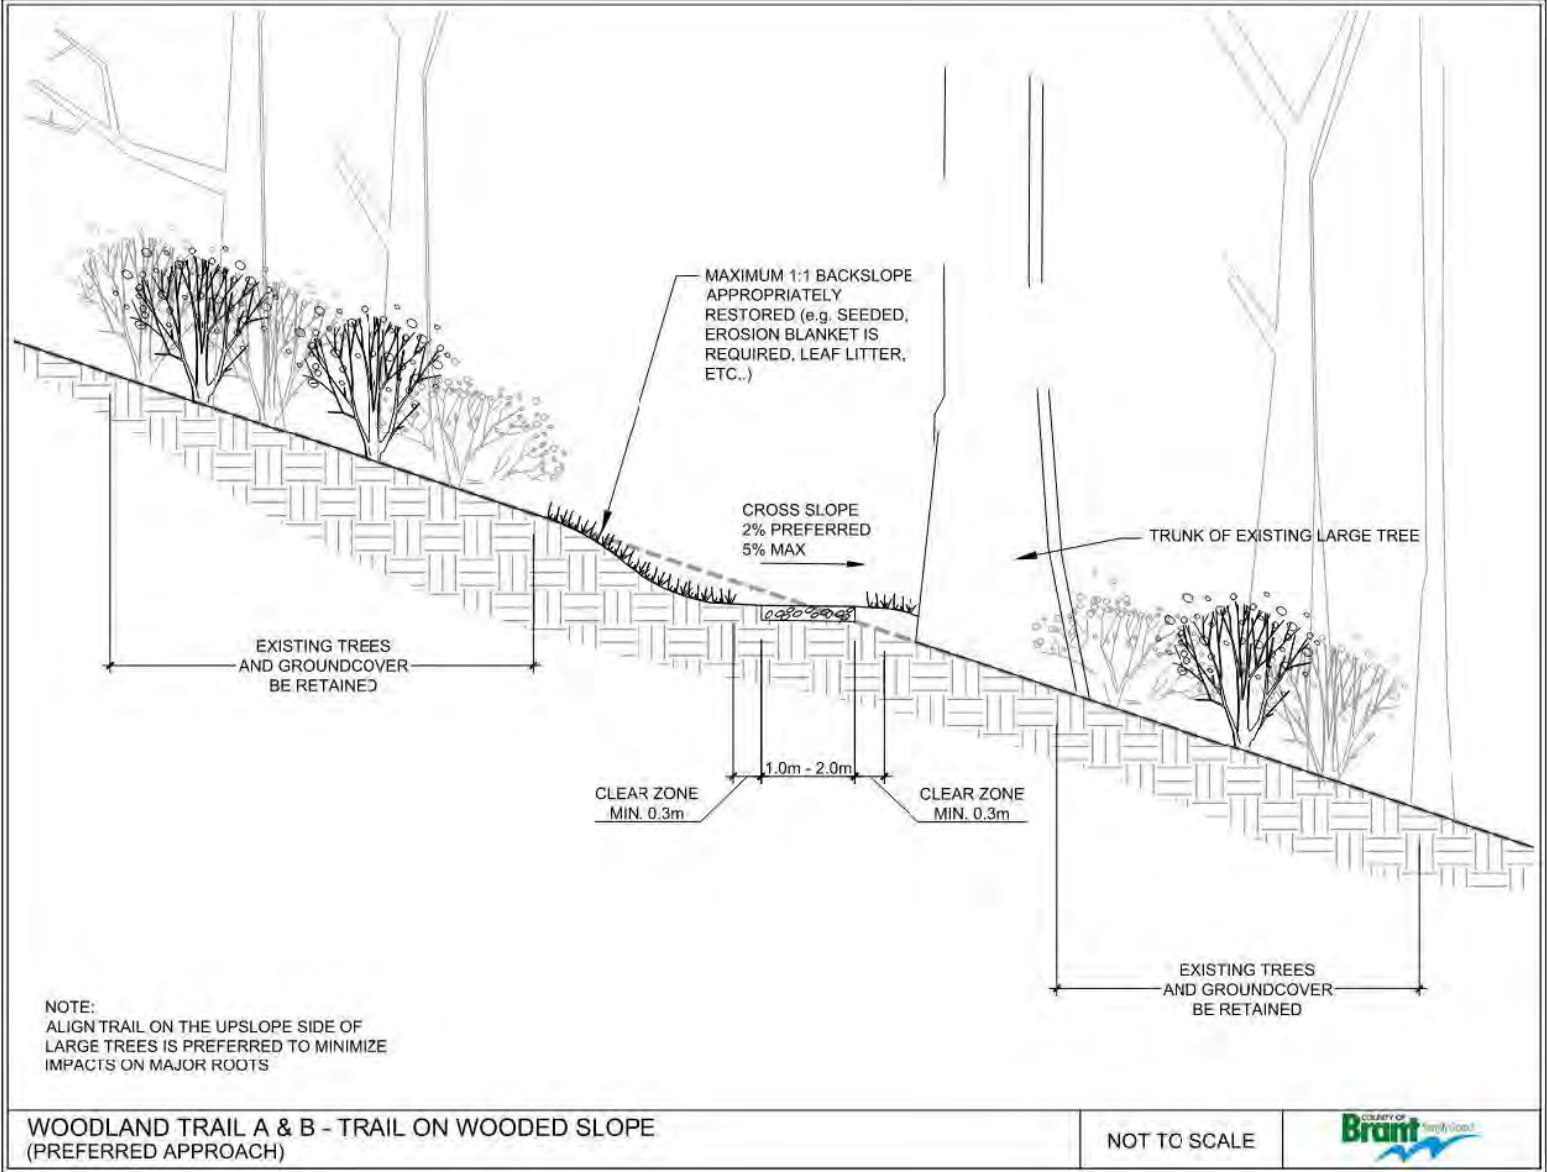 MAXIMUM 1:1 BACKSLOPE
APPROPRIATELY
RESTORED (e.g. SEEDED,
EROSION BLANKET IS
REQUIRED, LEAF LITTER,
ETC..)
CROSS SLOPE
2% PREFERRED
5% MAX
TRUNK OF EXISTING LARGE TREE
EXISTING TREES
AND GROUNDCOVER
BE RETAINED
1.0m - 2.0m
CLEAR ZONE
MIN. 0.3m
CLEAR ZONE
MIN. 0.3m
EXISTING TREES
AND GROUNDCOVER
BE RETAINED
NOTE:
ALIGN TRAIL ON THE UPSLOPE SIDE OF
LARGE TREES IS PREFERRED TO MINIMIZE
IMPACTS ON MAJOR ROOTS
WOODLAND TRAIL A & B - TRAIL ON WOODED SLOPE
(PREFERRED APPROACH)
NOT TO SCALE
COUNTY OF
Brant Simply Grand